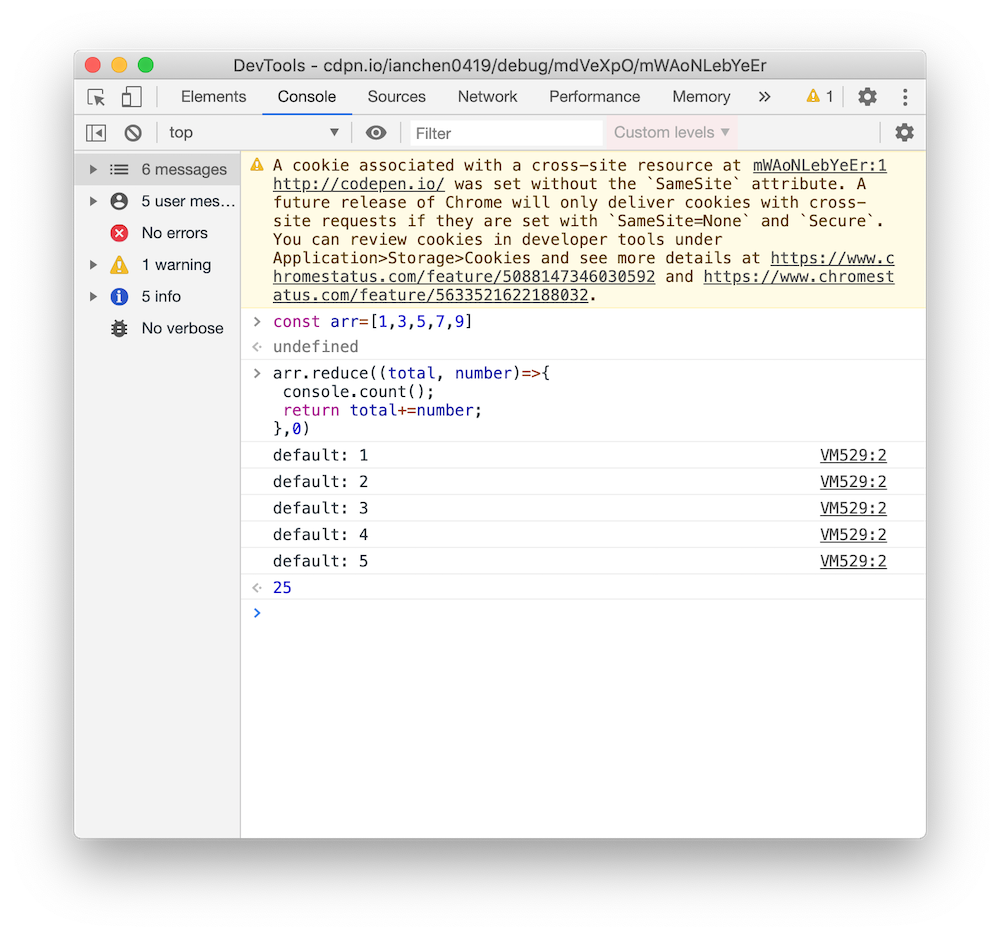 DevTools - cdpn.io/ianchen0419/debug/mdVeXpO/mWAoNLebYeEr
Elements Console Sources Network Performance Memory » 1
top ▼ Filter Custom levels ▼
6 messages
5 user mes...
No errors
1 warning
5 info
No verbose
A cookie associated with a cross-site resource at mWAoNLebYeEr:1
http://codepen.io/ was set without the `SameSite` attribute. A
future release of Chrome will only deliver cookies with cross-
site requests if they are set with `SameSite=None` and `Secure`.
You can review cookies in developer tools under
Application>Storage>Cookies and see more details at https://www.c
hromestatus.com/feature/5088147346030592 and https://www.chromest
atus.com/feature/5633521622188032.
> const arr=[1,3,5,7,9]
undefined
> arr.reduce((total, number)=>{
console.count();
return total+=number;
},0)
default: 1 VM529:2
default: 2 VM529:2
default: 3 VM529:2
default: 4 VM529:2
default: 5 VM529:2
25
>